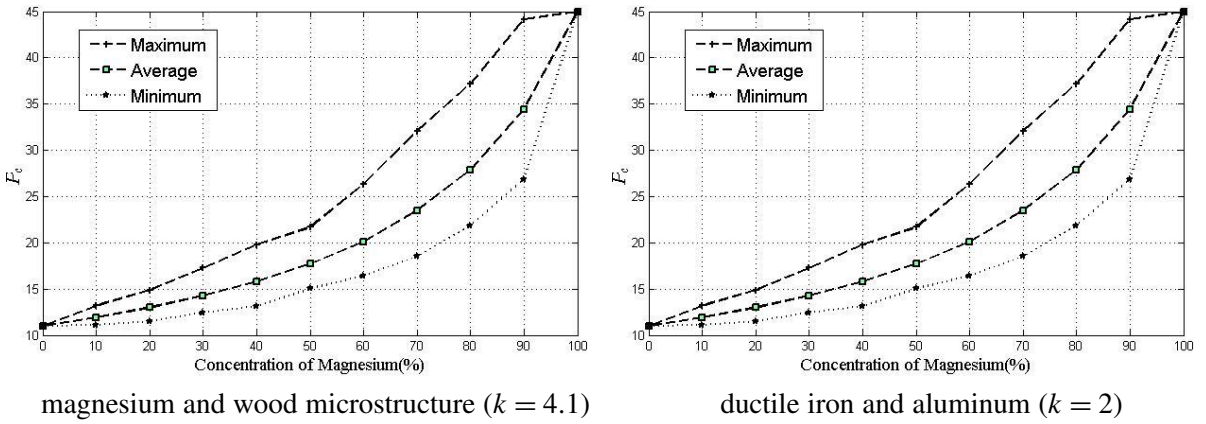 45
40
35
30
25
20
15
10
E_c
Maximum
Average
Minimum
0 10 20 30 40 50 60 70 80 90 100
Concentration of Magnesium(%)
magnesium and wood microstructure (k = 4.1)
45
40
35
30
25
20
15
10
E_c
Maximum
Average
Minimum
0 10 20 30 40 50 60 70 80 90 100
Concentration of Magnesium(%)
ductile iron and aluminum (k = 2)